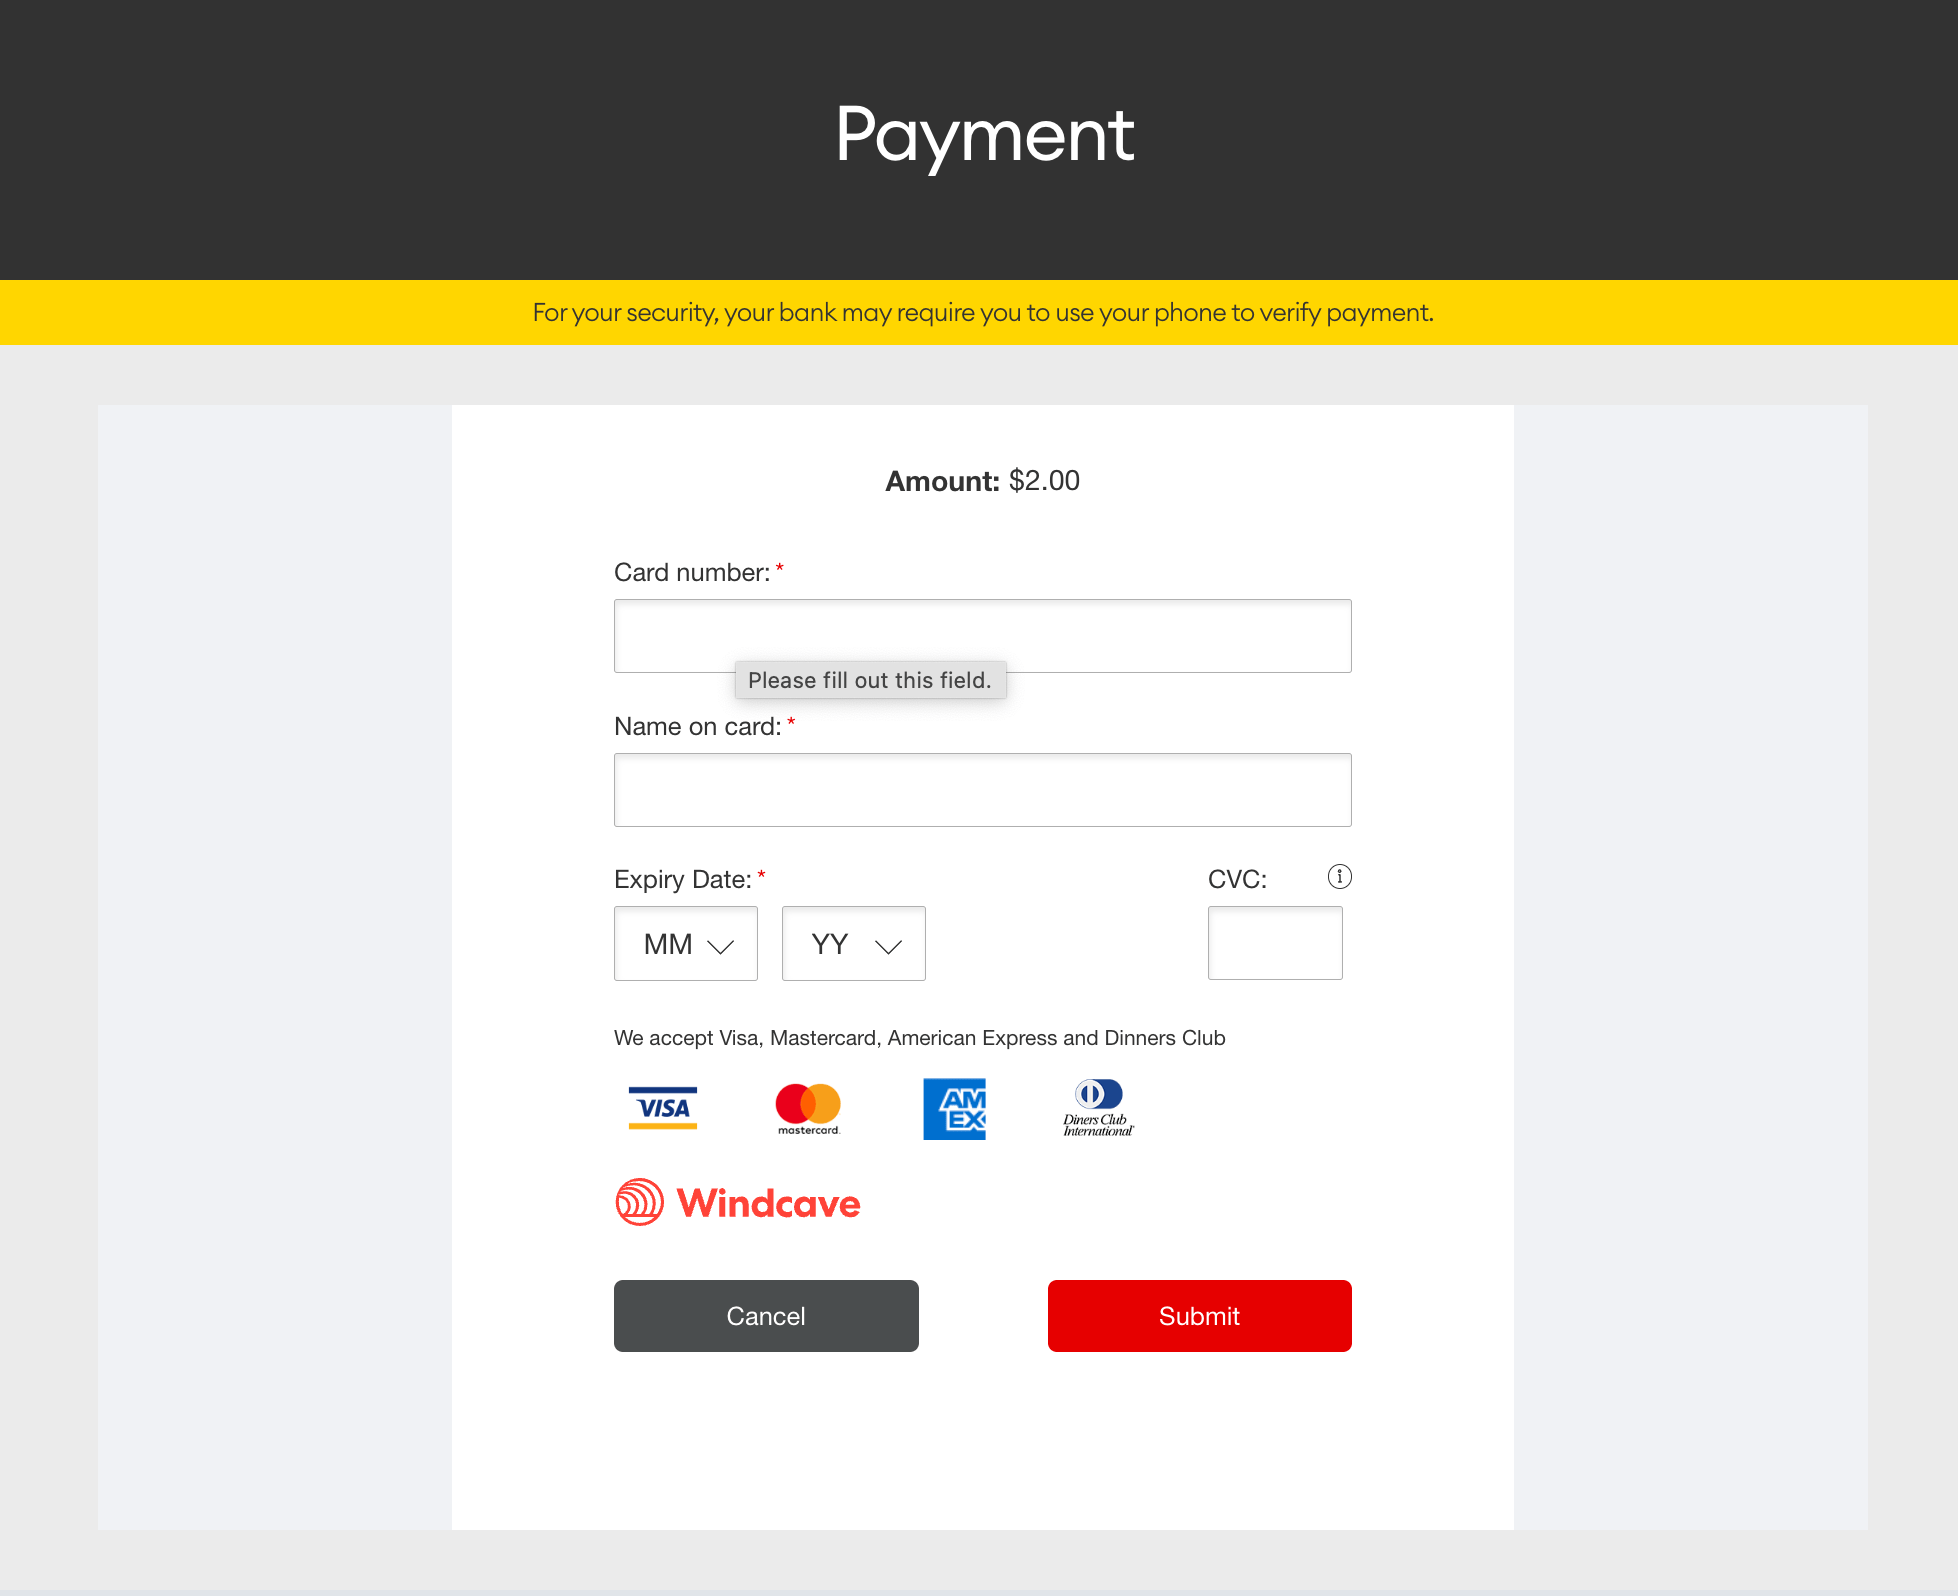 Payment
For your security, your bank may require you to use your phone to verify payment.
Amount: $2.00
Card number: *
Please fill out this field.
Name on card: *
Expiry Date: *
CVC:
MM
YY
We accept Visa, Mastercard, American Express and Dinners Club
VISA
mastercard.
AM
EX
Diners Club
International
Windcave
Cancel
Submit